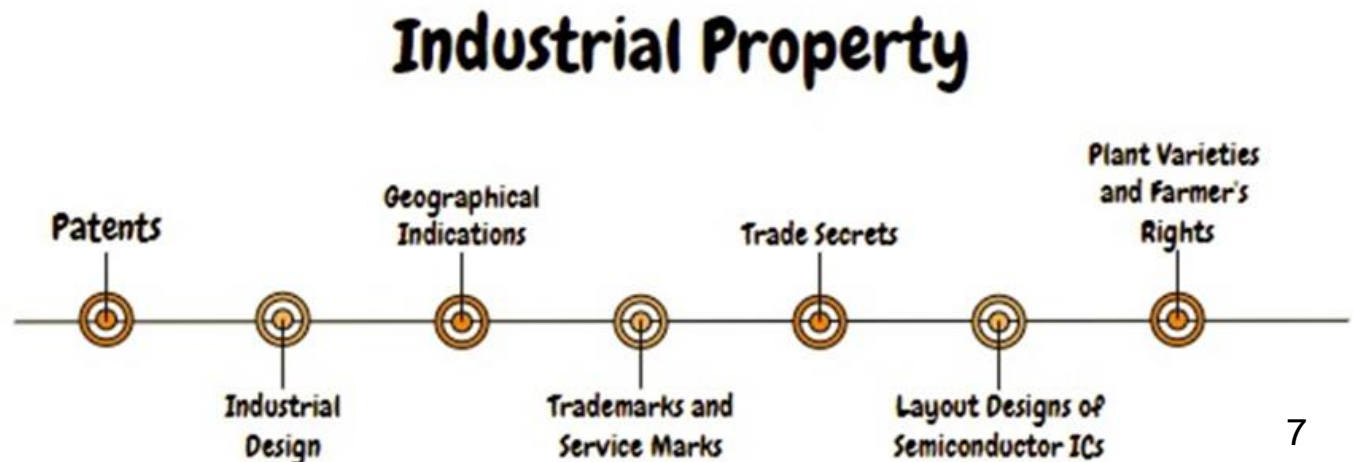 Industrial Property
Patents
Industrial
Design
Geographical
Indications
Trademarks and
Service Marks
Trade Secrets
Layout Designs of
Semiconductor ICs
Plant Varieties
and Farmer's
Rights
7